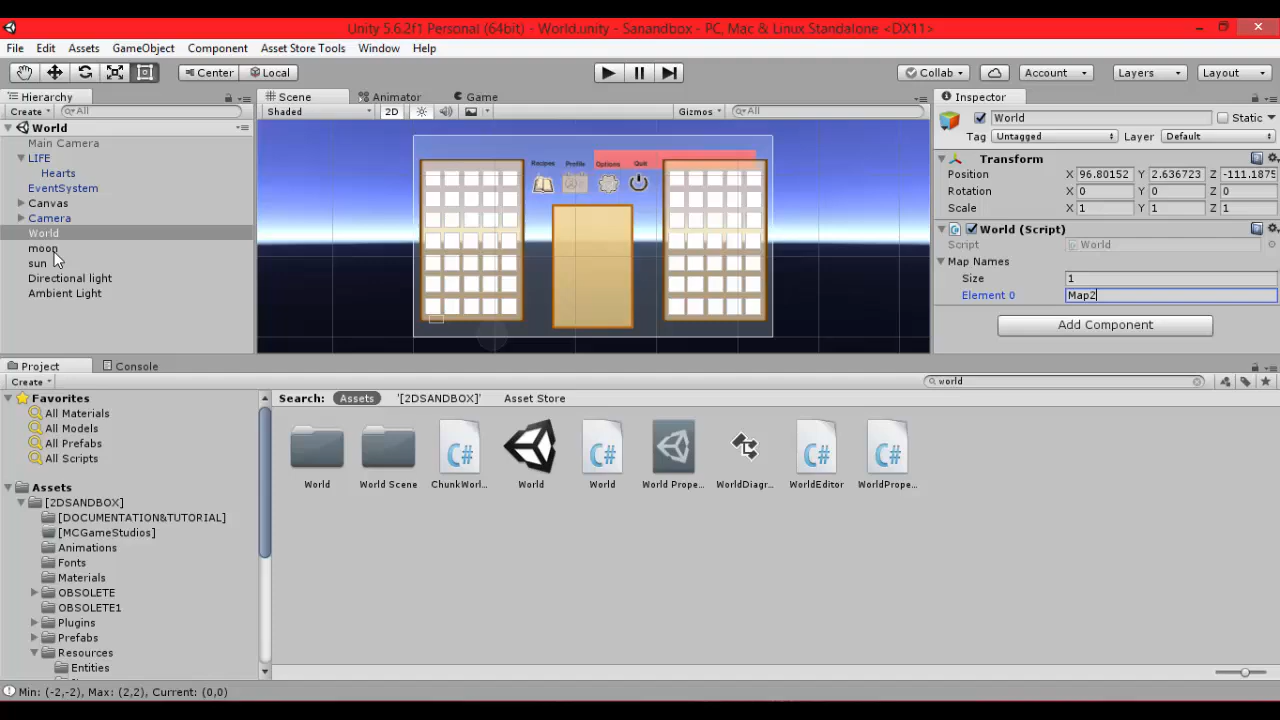 Unity 5.6.2f1 Personal (64bit) - World.unity - Sanandbox - PC, Mac & Linux Standalone <DX11>
File Edit Assets GameObject Component Asset Store Tools Window Help
Center Local Collab Account Layers Layout
Hierarchy
Create All
World
Main Camera
LIFE
Hearts
EventSystem
Canvas
Camera
World
moon
sun
Directional light
Ambient Light
Scene Animator Game
Shaded 2D Gizmos All
Recipes Profile Options Quit
Inspector
World Static
Tag Untagged Layer Default
Transform
Position X 96.80152 Y 2.636723 Z -111.1875
Rotation X 0 Y 0 Z 0
Scale X 1 Y 1 Z 1
World (Script)
Script World
Map Names
Size 1
Element 0 Map2
Add Component
Project Console
Create world
Favorites
All Materials
All Models
All Prefabs
All Scripts
Assets
[2DSANDBOX]
[DOCUMENTATION&TUTORIAL]
[MCGameStudios]
Animations
Fonts
Materials
OBSOLETE
OBSOLETE1
Plugins
Prefabs
Resources
Entities
Search: Assets '[2DSANDBOX]' Asset Store
C# C# C# C#
World World Scene ChunkWorl... World World World Prope... WorldDiagr... WorldEditor WorldPrope...
Min: (-2,-2), Max: (2,2), Current: (0,0)